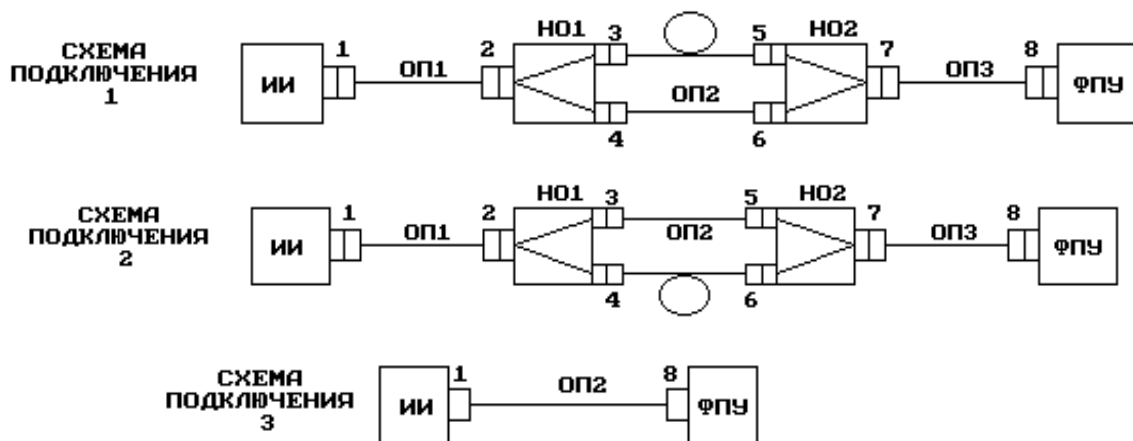 СХЕМА
ПОДКЛЮЧЕНИЯ
1
ИИ
1
ОП1
2
НО1
3
4
ОП2
5
6
НО2
7
ОП3
8
ФПУ
СХЕМА
ПОДКЛЮЧЕНИЯ
2
ИИ
1
ОП1
2
НО1
3
4
ОП2
5
6
НО2
7
ОП3
8
ФПУ
СХЕМА
ПОДКЛЮЧЕНИЯ
3
ИИ
1
ОП2
8
ФПУ